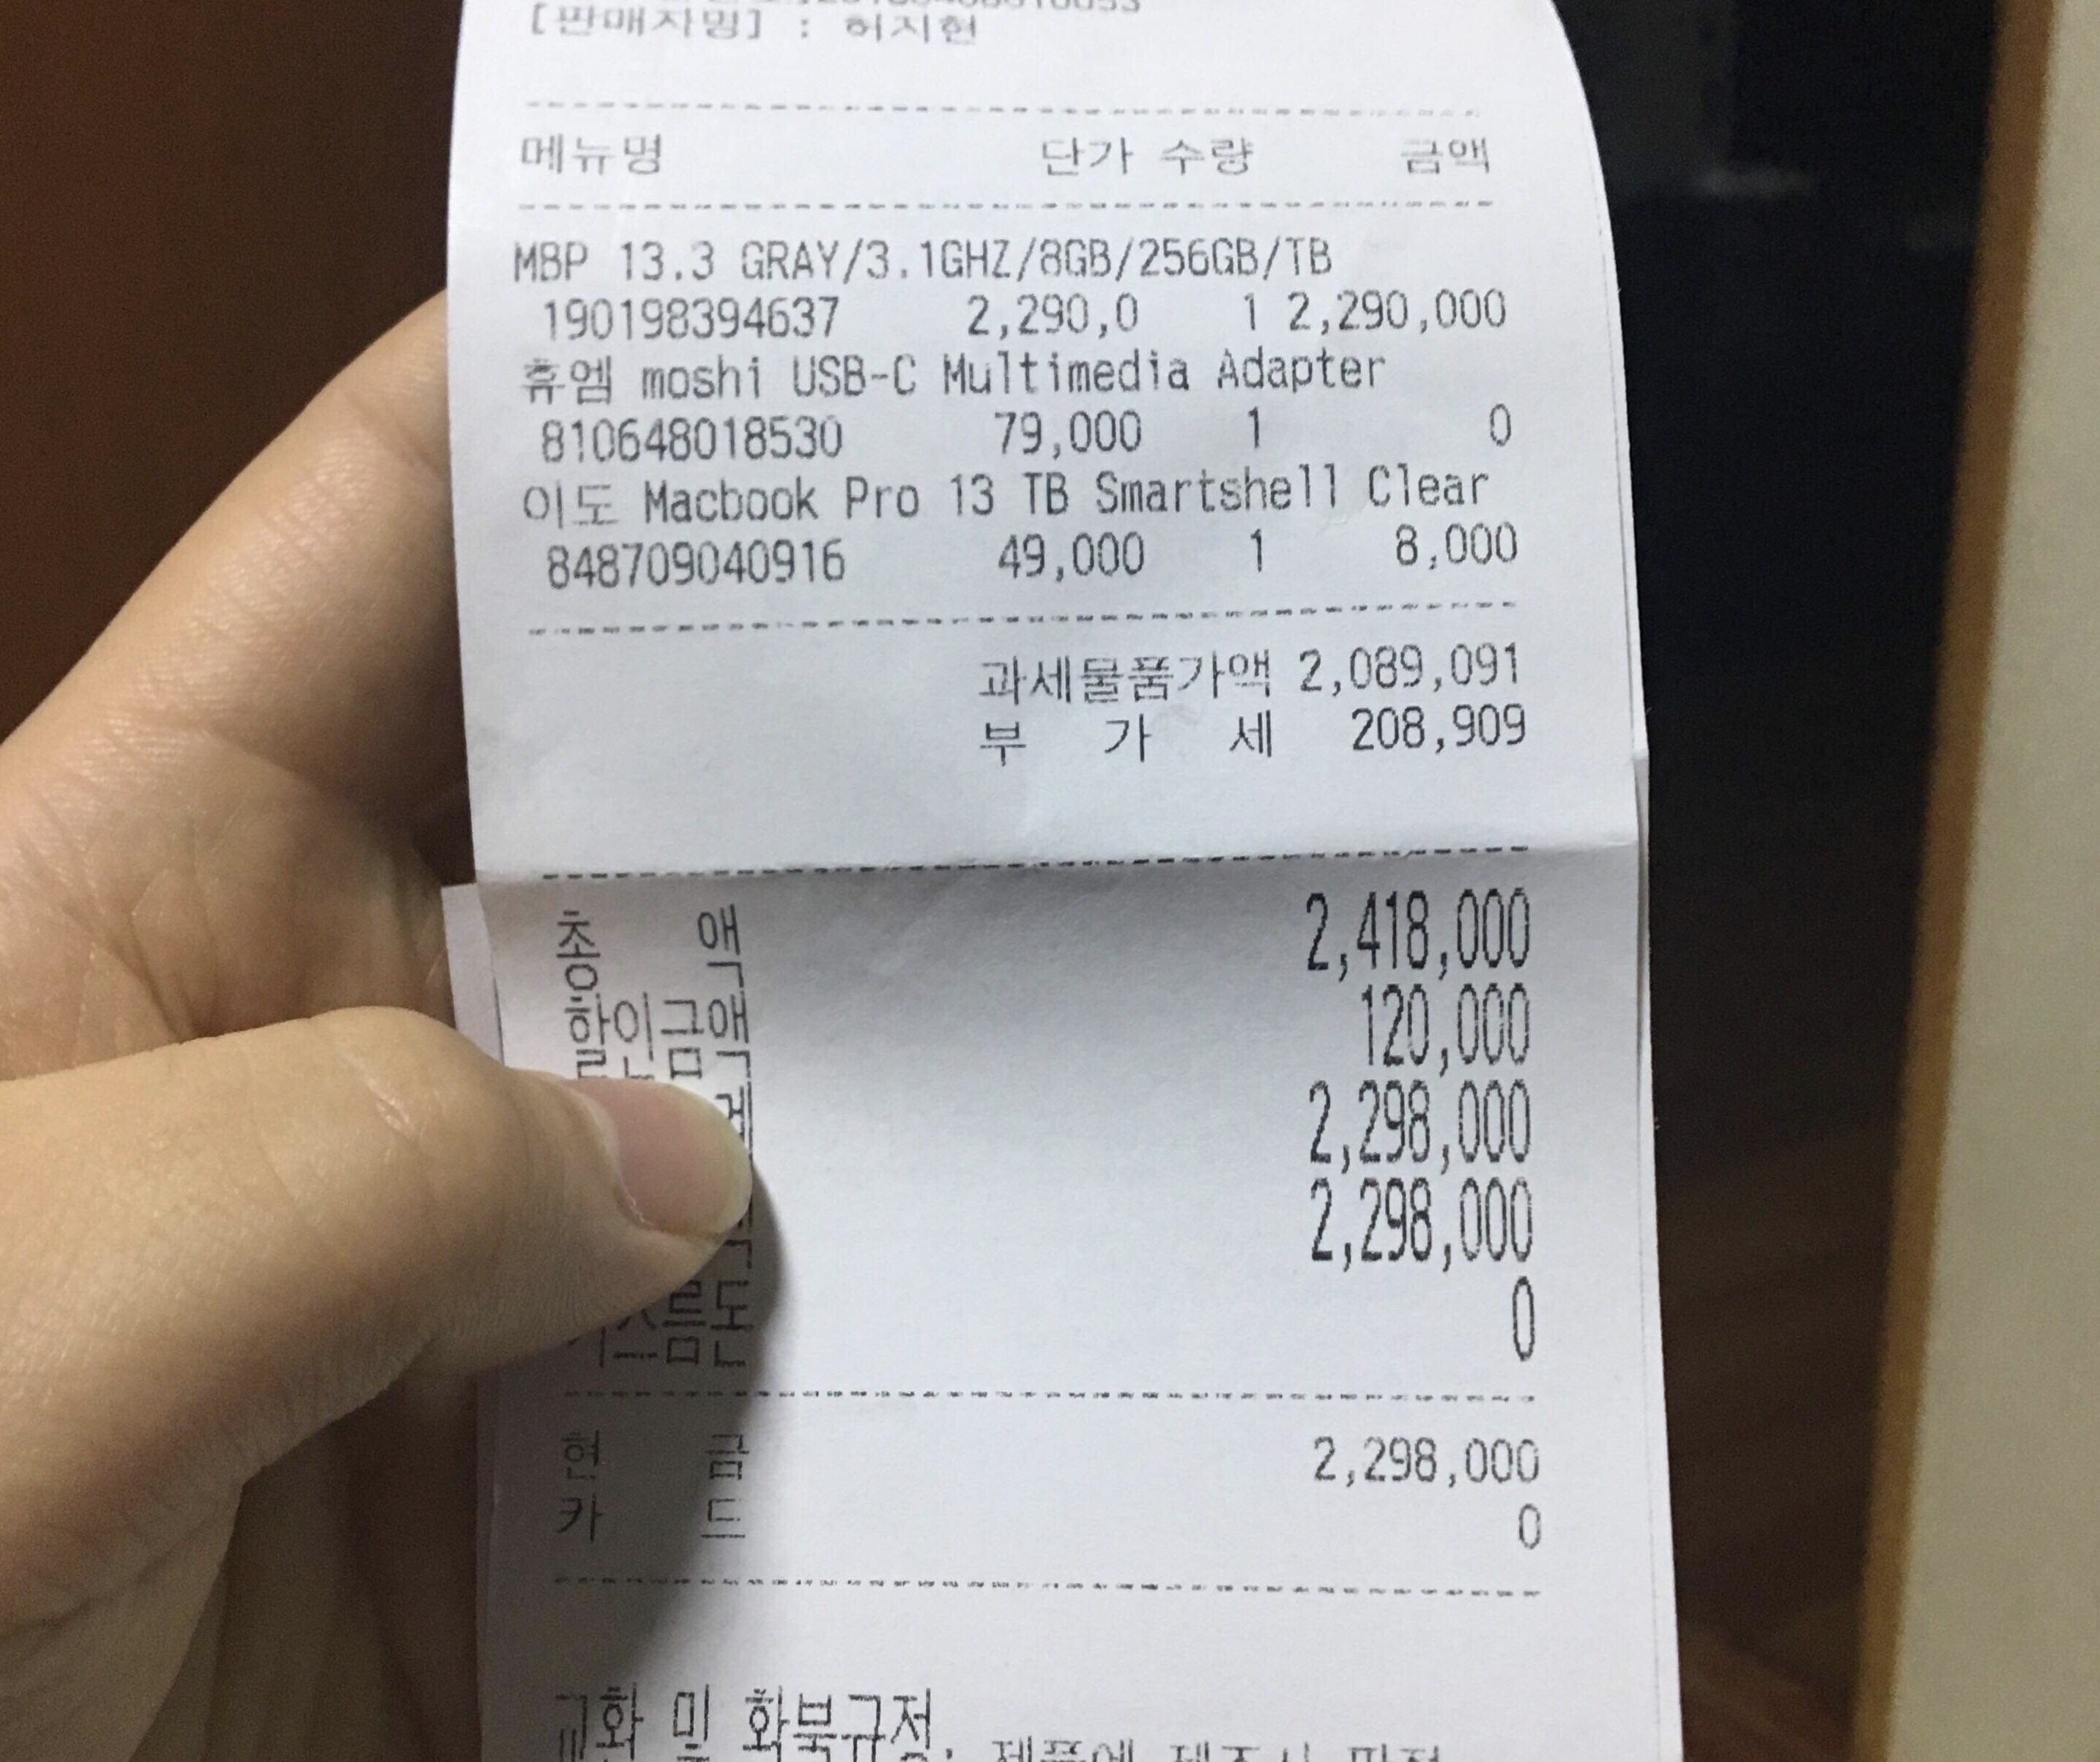 [판매자명] : 허지현
메뉴명 단가 수량 금액
MBP 13.3 GRAY/3.1GHZ/8GB/256GB/TB
190198394637 2,290,0 1 2,290,000
휴엠 moshi USB-C Multimedia Adapter
810648018530 79,000 1 0
이도 Macbook Pro 13 TB Smartshell Clear
848709040916 49,000 1 8,000
과세물품가액 2,089,091
부 가 세 208,909
총 액 2,418,000
할인금액 120,000
2,298,000
2,298,000
0
현 금 2,298,000
카 드 0
교환 및 환불규정: